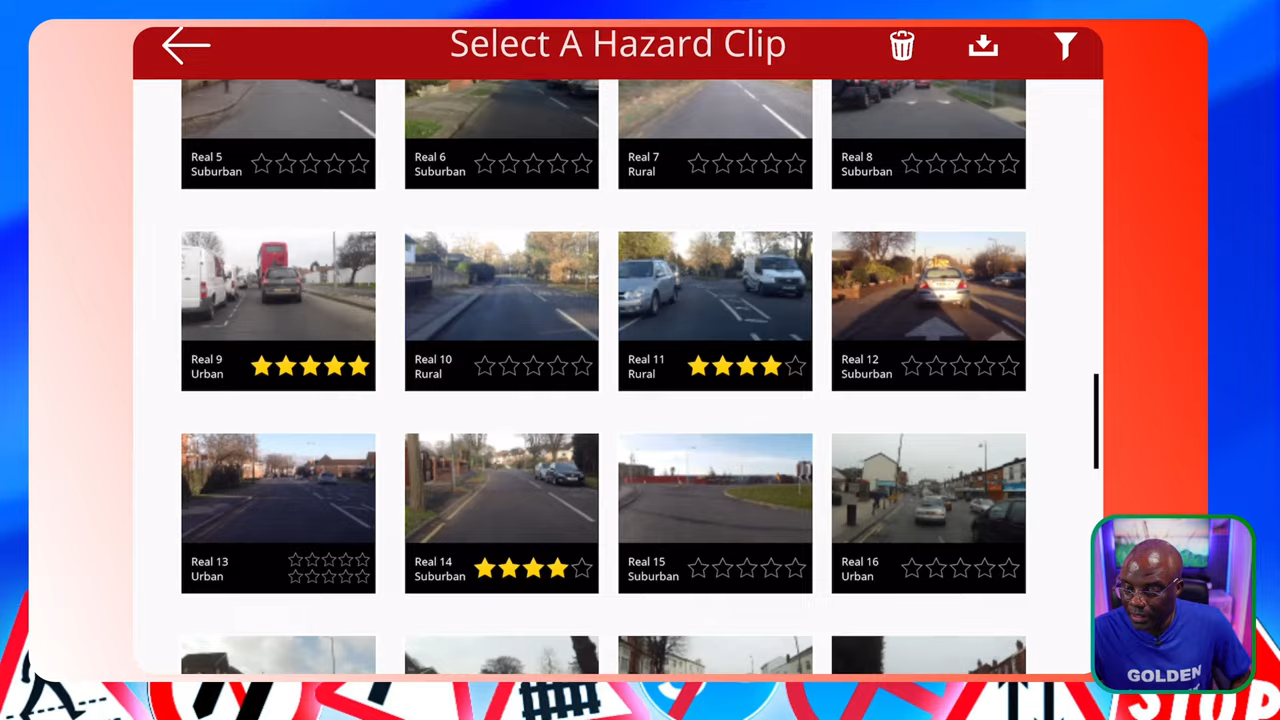 Select A Hazard Clip
Real 5
Suburban
Real 6
Suburban
Real 7
Rural
Real 8
Suburban
Real 9
Urban
Real 10
Rural
Real 11
Rural
Real 12
Suburban
Real 13
Urban
Real 14
Suburban
Real 15
Suburban
Real 16
Urban
GOLDEN
STOP